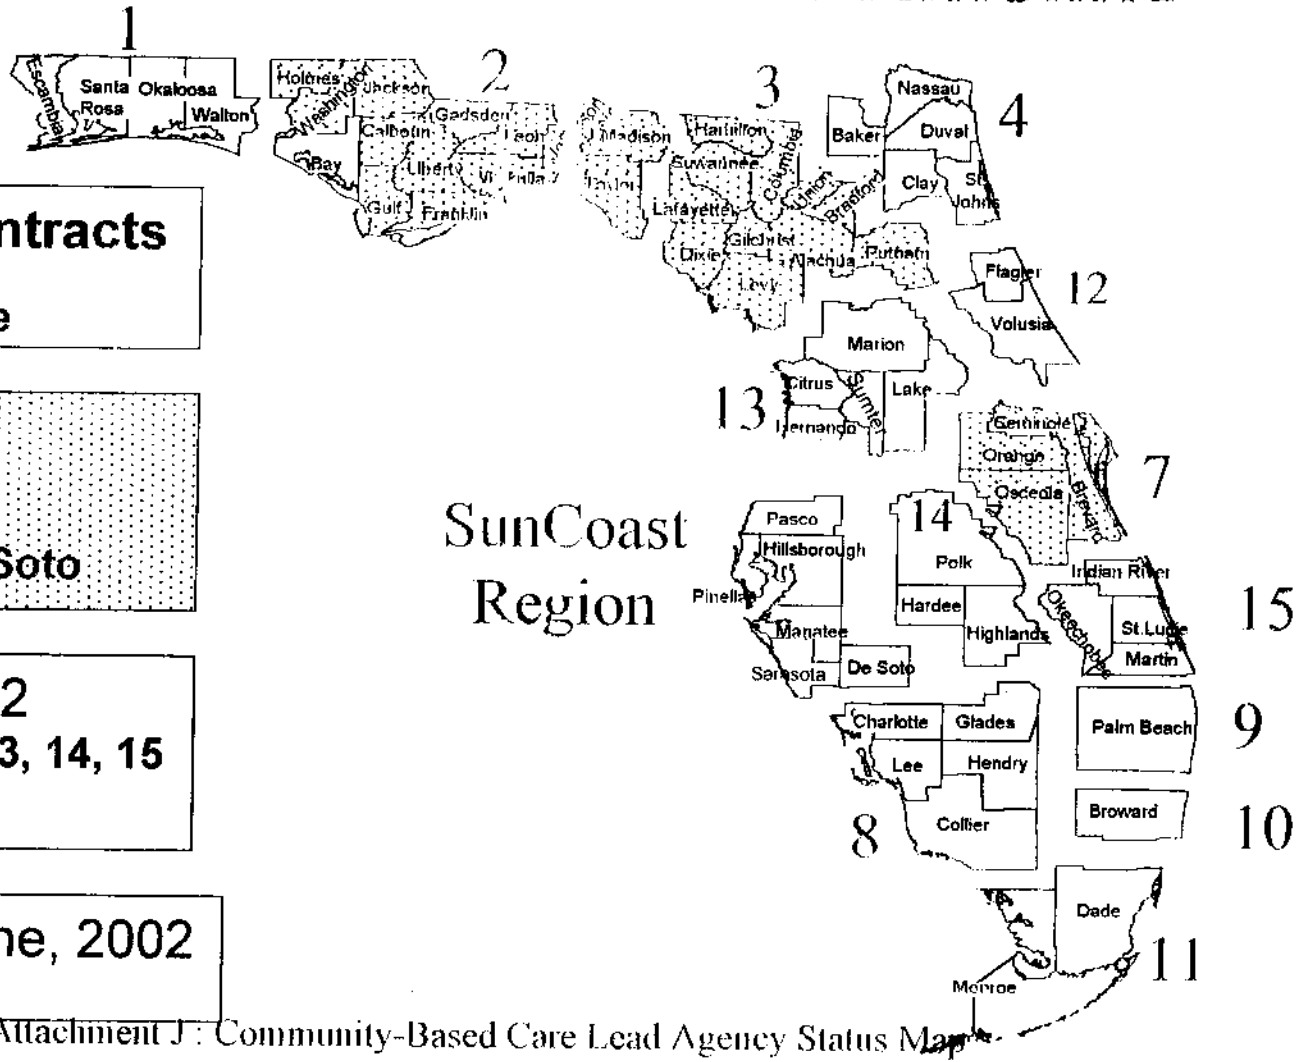 1
2
3
4
Escambia
Santa Rosa
Okaloosa
Walton
Holmes
Washington
Jackson
Calhoun
Gadsden
Leon
Bay
Liberty
Gulf
Franklin
Madison
Taylor
Hamilton
Suwannee
Columbia
Lafayette
Union
Bradford
Gilchrist
Dixie
Alachua
Levy
Putnam
Nassau
Baker
Duval
Clay
St. Johns
ntracts
e
Flagler
12
Volusia
Marion
Citrus
Sumter
Lake
13
Hernando
Seminole
Orange
Osceola
Brevard
7
Soto
SunCoast
Region
Pasco
Hillsborough
Pinellas
Manatee
Sarasota
De Soto
14
Polk
Hardee
Highlands
Indian River
Okeechobee
St.Lucie
Martin
15
2
3, 14, 15
Charlotte
Glades
Lee
Hendry
Collier
8
Palm Beach
9
Broward
10
ne, 2002
Dade
Monroe
11
Attachment J : Community-Based Care Lead Agency Status Map